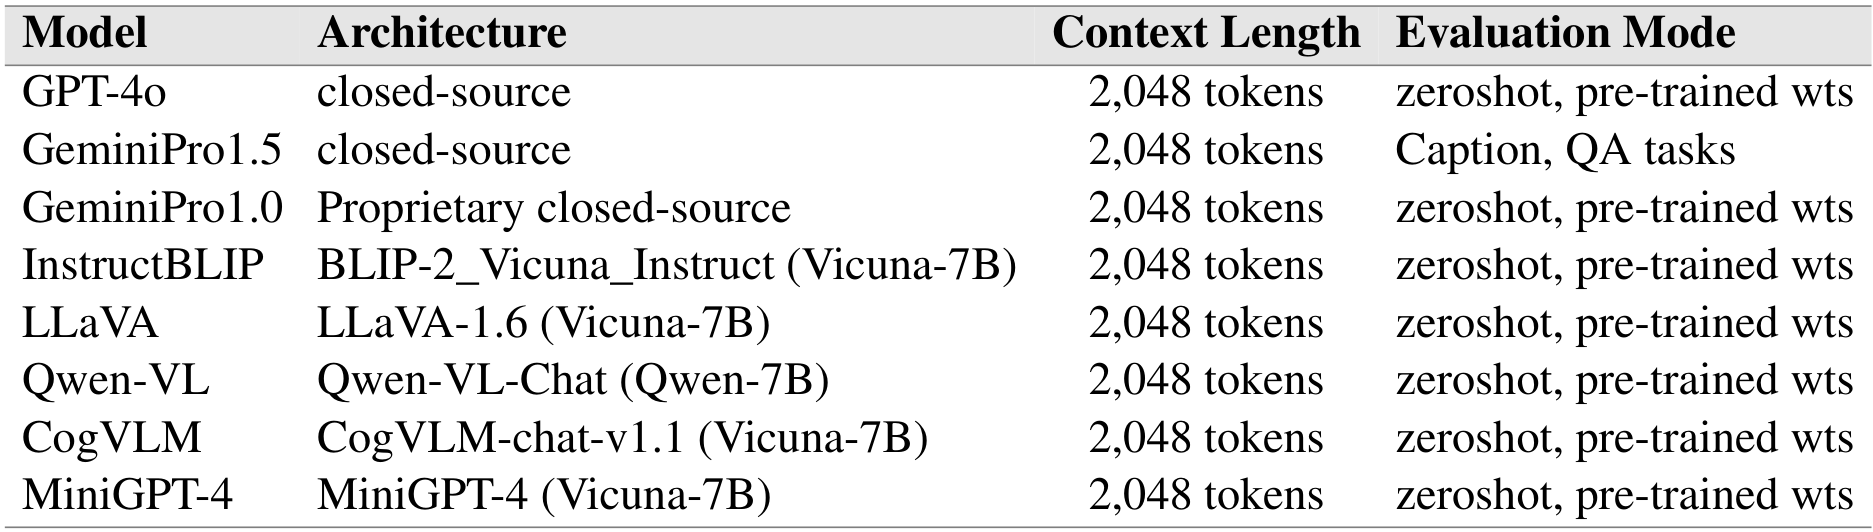 Model Architecture Context Length Evaluation Mode
GPT-4o closed-source 2,048 tokens zeroshot, pre-trained wts
GeminiPro1.5 closed-source 2,048 tokens Caption, QA tasks
GeminiPro1.0 Proprietary closed-source 2,048 tokens zeroshot, pre-trained wts
InstructBLIP BLIP-2_Vicuna_Instruct (Vicuna-7B) 2,048 tokens zeroshot, pre-trained wts
LLaVA LLaVA-1.6 (Vicuna-7B) 2,048 tokens zeroshot, pre-trained wts
Qwen-VL Qwen-VL-Chat (Qwen-7B) 2,048 tokens zeroshot, pre-trained wts
CogVLM CogVLM-chat-v1.1 (Vicuna-7B) 2,048 tokens zeroshot, pre-trained wts
MiniGPT-4 MiniGPT-4 (Vicuna-7B) 2,048 tokens zeroshot, pre-trained wts